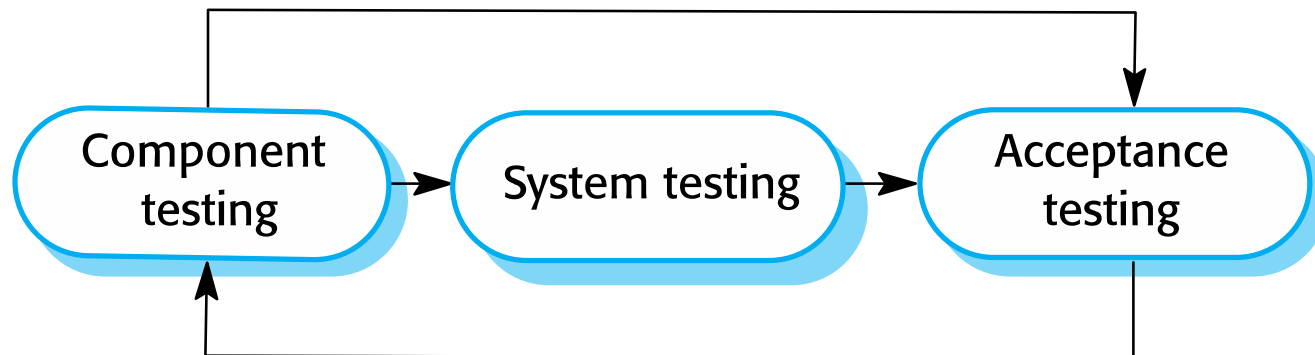 Component
testing
System testing
Acceptance
testing